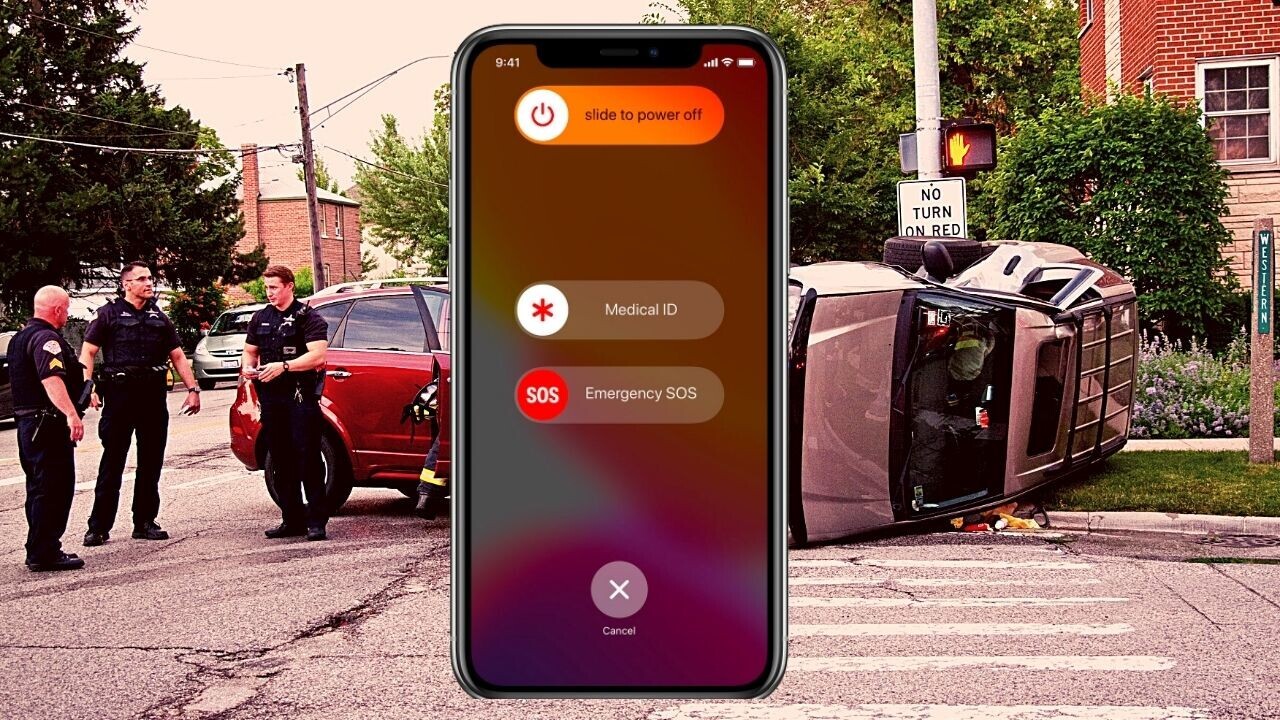 9:41
slide to power off
Medical ID
SOS
Emergency SOS
Cancel
NO
TURN
ON RED
WESTERN